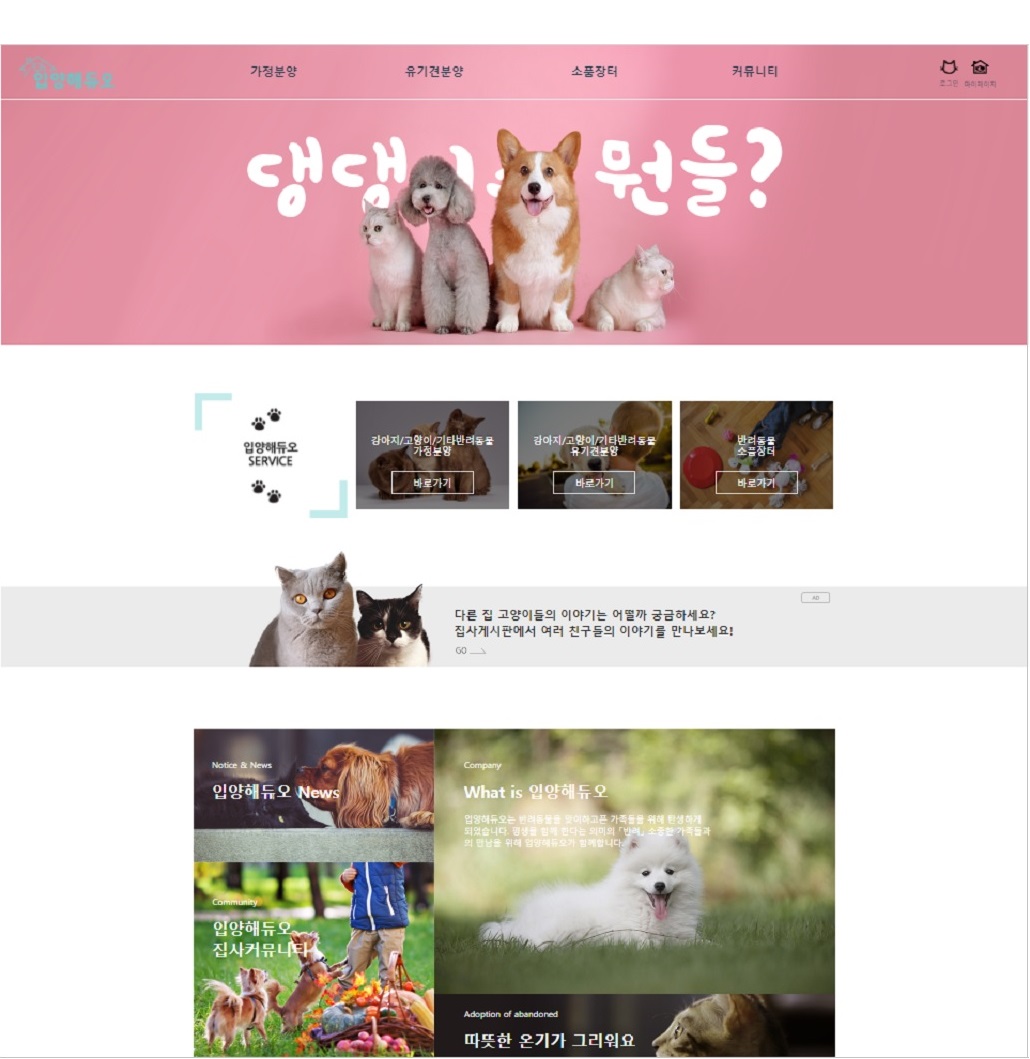 입양해듀오
가정분양
유기견분양
소품장터
커뮤니티
로그인
마이페이지
댕댕
뭔들?
입양해듀오
SERVICE
강아지/고양이/기타반려동물
가정분양
바로가기
강아지/고양이/기타반려동물
유기견분양
바로가기
반려동물
소품장터
바로가기
AD
다른 집 고양이들의 이야기는 어떨까 궁금하세요?
집사게시판에서 여러 친구들의 이야기를 만나보세요!
GO
Notice & News
입양해듀오 News
Company
What is 입양해듀오
입양해듀오는 반려동물을 맞이하고픈 가족들을 위해 탄생하게
되었습니다. 평생을 함께 한다는 의미의 「반려」 소중한 가족들과
의 만남을 위해 입양해듀오가 함께합니다.
Community
입양해듀오
집사커뮤니티
Adoption of abandoned
따뜻한 온기가 그리워요